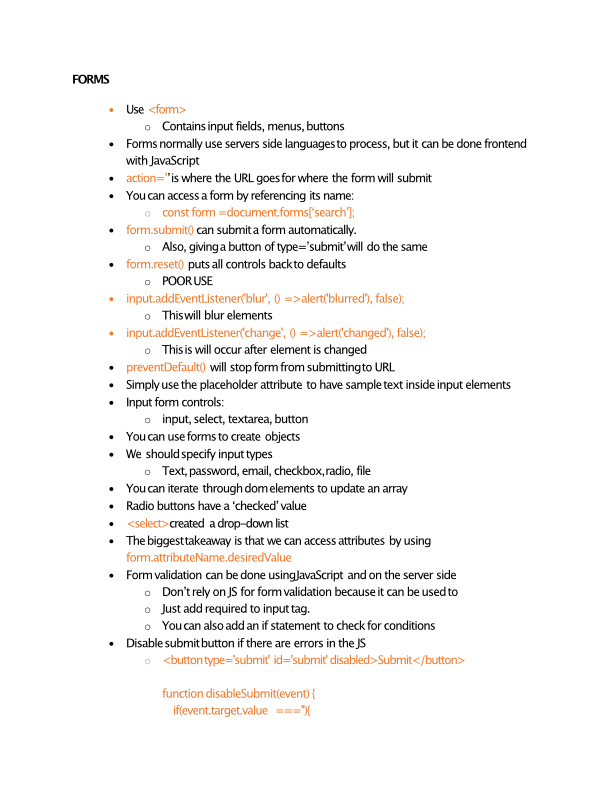 FORMS
• Use <form>
o Contains input fields, menus, buttons
• Forms normally use servers side languages to process, but it can be done frontend
with JavaScript
• action='' is where the URL goes for where the form will submit
• You can access a form by referencing its name:
o const form =document.forms['search'];
• form.submit() can submit a form automatically.
o Also, giving a button of type='submit' will do the same
• form.reset() puts all controls back to defaults
o POOR USE
• input.addEventListener('blur', () =>alert('blurred'), false);
o This will blur elements
• input.addEventListener('change', () =>alert('changed'), false);
o This is will occur after element is changed
• preventDefault() will stop form from submitting to URL
• Simply use the placeholder attribute to have sample text inside input elements
• Input form controls:
o input, select, textarea, button
• You can use forms to create objects
• We should specify input types
o Text, password, email, checkbox, radio, file
• You can iterate through dom elements to update an array
• Radio buttons have a ‘checked’ value
• <select>created a drop-down list
• The biggest takeaway is that we can access attributes by using
form.attributeName.desiredValue
• Form validation can be done using JavaScript and on the server side
o Don’t rely on JS for form validation because it can be used to
o Just add required to input tag.
o You can also add an if statement to check for conditions
• Disable submit button if there are errors in the JS
o <button type='submit' id='submit' disabled>Submit</button>
function disableSubmit(event) {
if(event.target.value ===''){